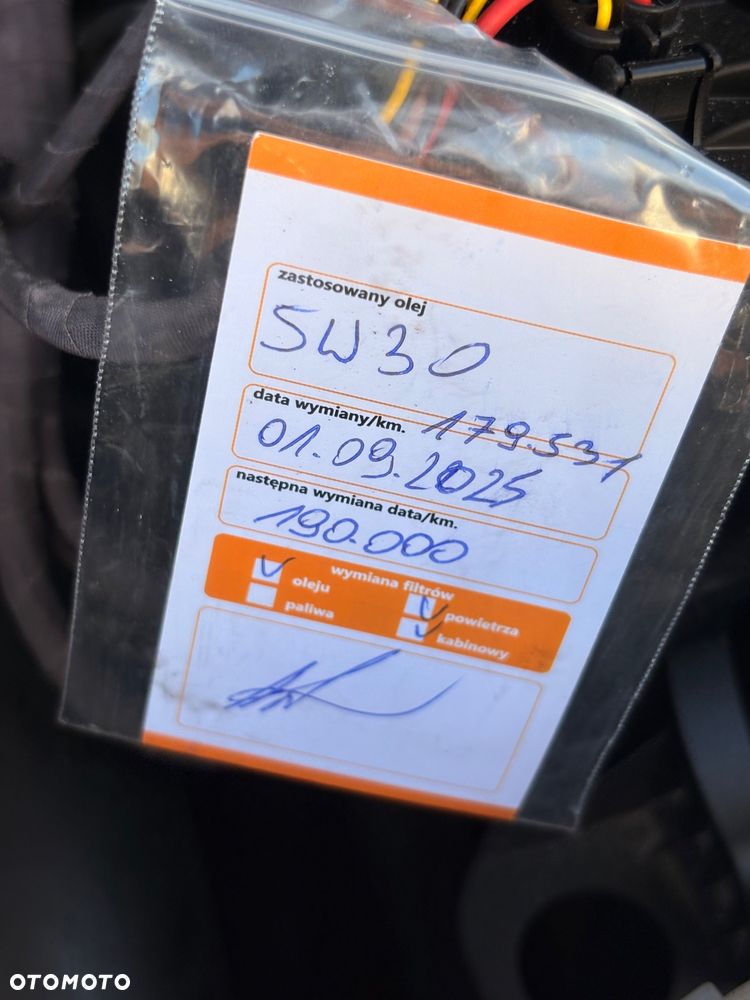 zastosowany olej
5W30
data wymiany/km. 179.531
01.09.2025
następna wymiana data/km.
190.000
wymiana filtrów
oleju
powietrza
paliwa
kabinowy
OTOMOTO